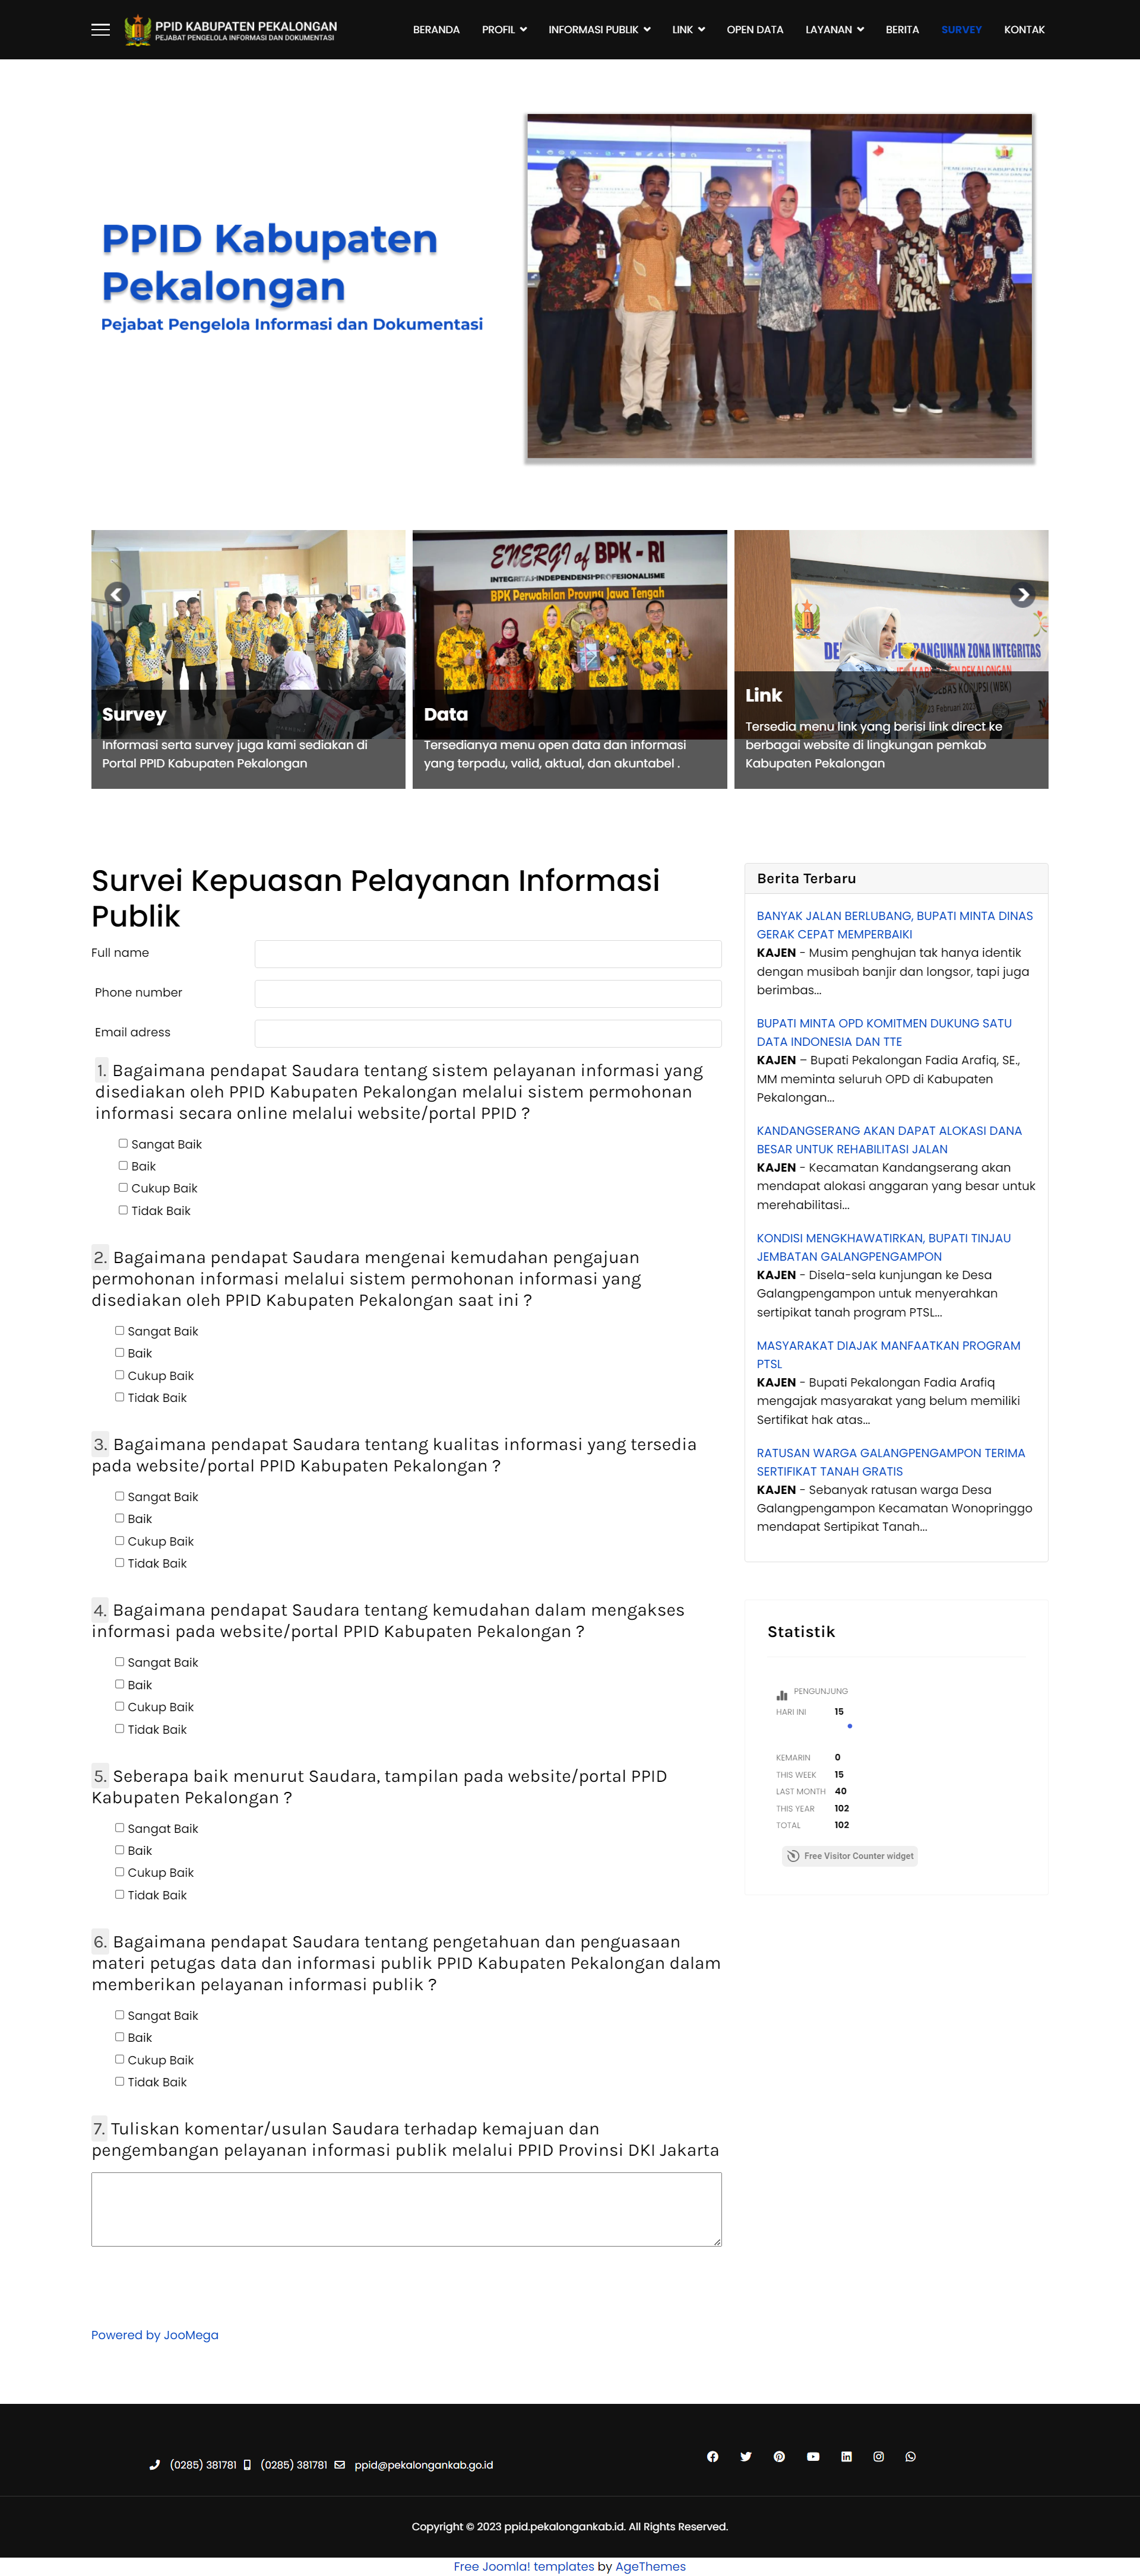 PPID KABUPATEN PEKALONGAN
PEJABAT PENGELOLA INFORMASI DAN DOKUMENTASI
BERANDA PROFIL INFORMASI PUBLIK LINK OPEN DATA LAYANAN BERITA SURVEY KONTAK
PPID Kabupaten
Pekalongan
Pejabat Pengelola Informasi dan Dokumentasi
Survey
Informasi serta survey juga kami sediakan di
Portal PPID Kabupaten Pekalongan
ENERGI of BPK - RI
INTEGRITAS-INDEPENDENSI-PROFESIONALISME
BPK Perwakilan Provinsi Jawa Tengah
Data
Tersedianya menu open data dan informasi
yang terpadu, valid, aktual, dan akuntabel .
Link
Tersedia menu link yang berisi link direct ke
berbagai website di lingkungan pemkab
Kabupaten Pekalongan
Survei Kepuasan Pelayanan Informasi
Publik
Full name
Phone number
Email adress
1. Bagaimana pendapat Saudara tentang sistem pelayanan informasi yang
disediakan oleh PPID Kabupaten Pekalongan melalui sistem permohonan
informasi secara online melalui website/portal PPID ?
Sangat Baik
Baik
Cukup Baik
Tidak Baik
2. Bagaimana pendapat Saudara mengenai kemudahan pengajuan
permohonan informasi melalui sistem permohonan informasi yang
disediakan oleh PPID Kabupaten Pekalongan saat ini ?
Sangat Baik
Baik
Cukup Baik
Tidak Baik
3. Bagaimana pendapat Saudara tentang kualitas informasi yang tersedia
pada website/portal PPID Kabupaten Pekalongan ?
Sangat Baik
Baik
Cukup Baik
Tidak Baik
4. Bagaimana pendapat Saudara tentang kemudahan dalam mengakses
informasi pada website/portal PPID Kabupaten Pekalongan ?
Sangat Baik
Baik
Cukup Baik
Tidak Baik
5. Seberapa baik menurut Saudara, tampilan pada website/portal PPID
Kabupaten Pekalongan ?
Sangat Baik
Baik
Cukup Baik
Tidak Baik
6. Bagaimana pendapat Saudara tentang pengetahuan dan penguasaan
materi petugas data dan informasi publik PPID Kabupaten Pekalongan dalam
memberikan pelayanan informasi publik ?
Sangat Baik
Baik
Cukup Baik
Tidak Baik
7. Tuliskan komentar/usulan Saudara terhadap kemajuan dan
pengembangan pelayanan informasi publik melalui PPID Provinsi DKI Jakarta
Powered by JooMega
Berita Terbaru
BANYAK JALAN BERLUBANG, BUPATI MINTA DINAS
GERAK CEPAT MEMPERBAIKI
KAJEN - Musim penghujan tak hanya identik
dengan musibah banjir dan longsor, tapi juga
berimbas...
BUPATI MINTA OPD KOMITMEN DUKUNG SATU
DATA INDONESIA DAN TTE
KAJEN – Bupati Pekalongan Fadia Arafiq, SE.,
MM meminta seluruh OPD di Kabupaten
Pekalongan...
KANDANGSERANG AKAN DAPAT ALOKASI DANA
BESAR UNTUK REHABILITASI JALAN
KAJEN - Kecamatan Kandangserang akan
mendapat alokasi anggaran yang besar untuk
merehabilitasi...
KONDISI MENGKHAWATIRKAN, BUPATI TINJAU
JEMBATAN GALANGPENGAMPON
KAJEN - Disela-sela kunjungan ke Desa
Galangpengampon untuk menyerahkan
sertipikat tanah program PTSL...
MASYARAKAT DIAJAK MANFAATKAN PROGRAM
PTSL
KAJEN - Bupati Pekalongan Fadia Arafiq
mengajak masyarakat yang belum memiliki
Sertifikat hak atas...
RATUSAN WARGA GALANGPENGAMPON TERIMA
SERTIFIKAT TANAH GRATIS
KAJEN - Sebanyak ratusan warga Desa
Galangpengampon Kecamatan Wonopringgo
mendapat Sertipikat Tanah...
Statistik
PENGUNJUNG
HARI INI 15
KEMARIN 0
THIS WEEK 15
LAST MONTH 40
THIS YEAR 102
TOTAL 102
Free Visitor Counter widget
(0285) 381781 (0285) 381781 ppid@pekalongankab.go.id
Copyright © 2023 ppid.pekalongankab.id. All Rights Reserved.
Free Joomla! templates by AgeThemes